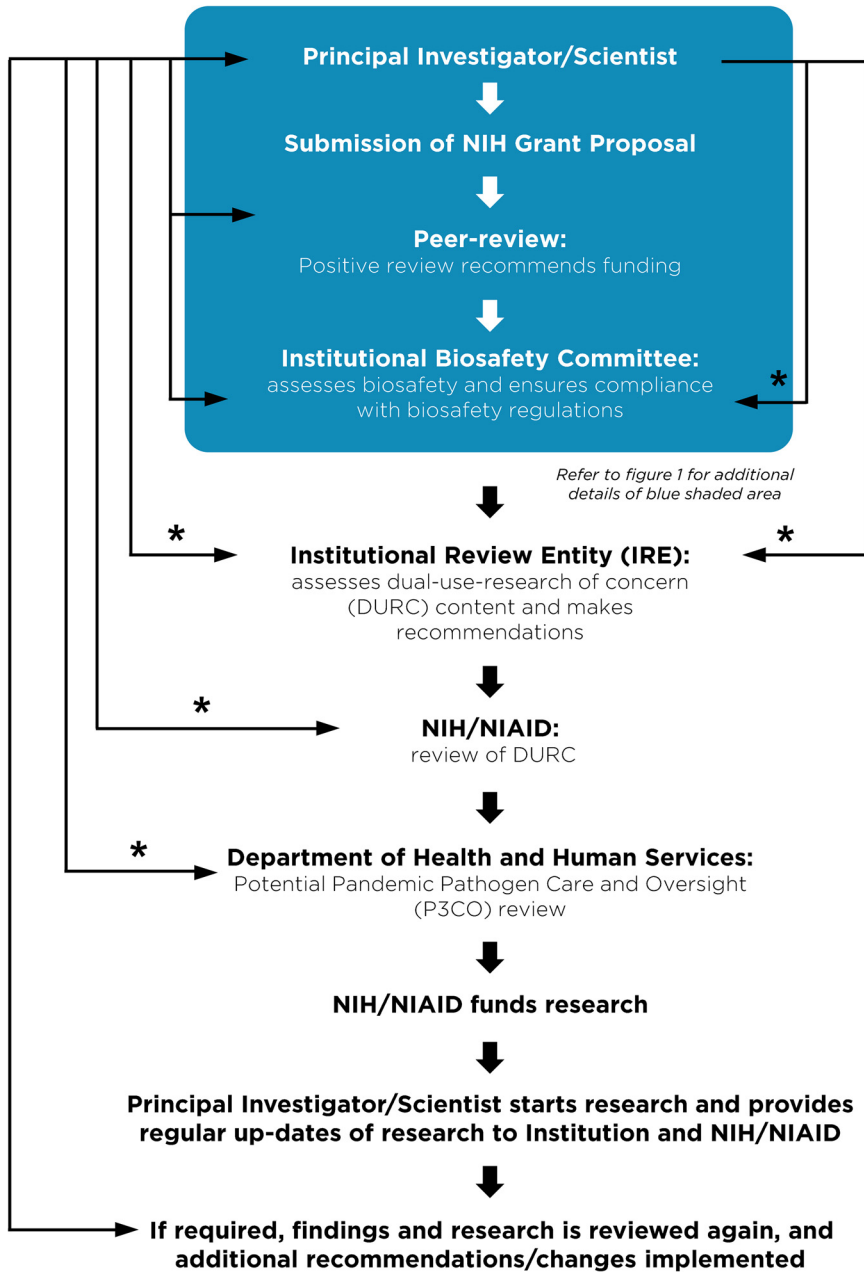 Principal Investigator/Scientist
Submission of NIH Grant Proposal
Peer-review:
Positive review recommends funding
Institutional Biosafety Committee:
assesses biosafety and ensures compliance
with biosafety regulations
*
Refer to figure 1 for additional
details of blue shaded area
*
*
Institutional Review Entity (IRE):
assesses dual-use-research of concern
(DURC) content and makes
recommendations
*
NIH/NIAID:
review of DURC
*
Department of Health and Human Services:
Potential Pandemic Pathogen Care and Oversight
(P3CO) review
NIH/NIAID funds research
Principal Investigator/Scientist starts research and provides
regular up-dates of research to Institution and NIH/NIAID
If required, findings and research is reviewed again, and
additional recommendations/changes implemented